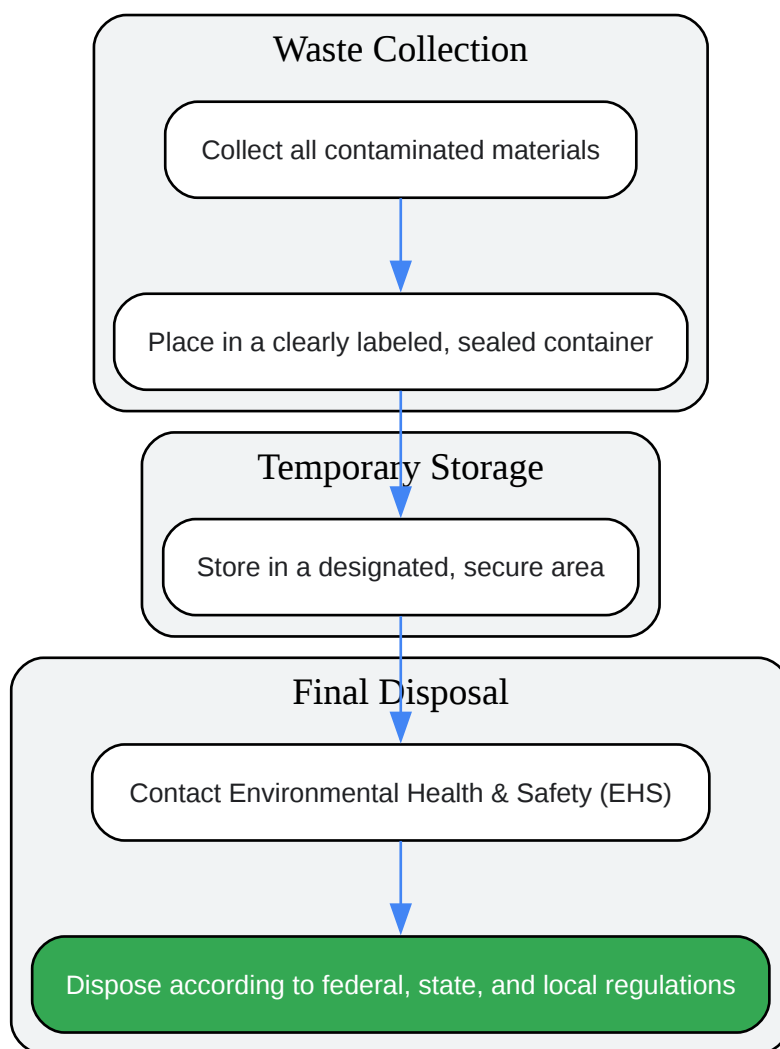 Waste Collection
Collect all contaminated materials
Place in a clearly labeled, sealed container
Temporary Storage
Store in a designated, secure area
Final Disposal
Contact Environmental Health & Safety (EHS)
Dispose according to federal, state, and local regulations